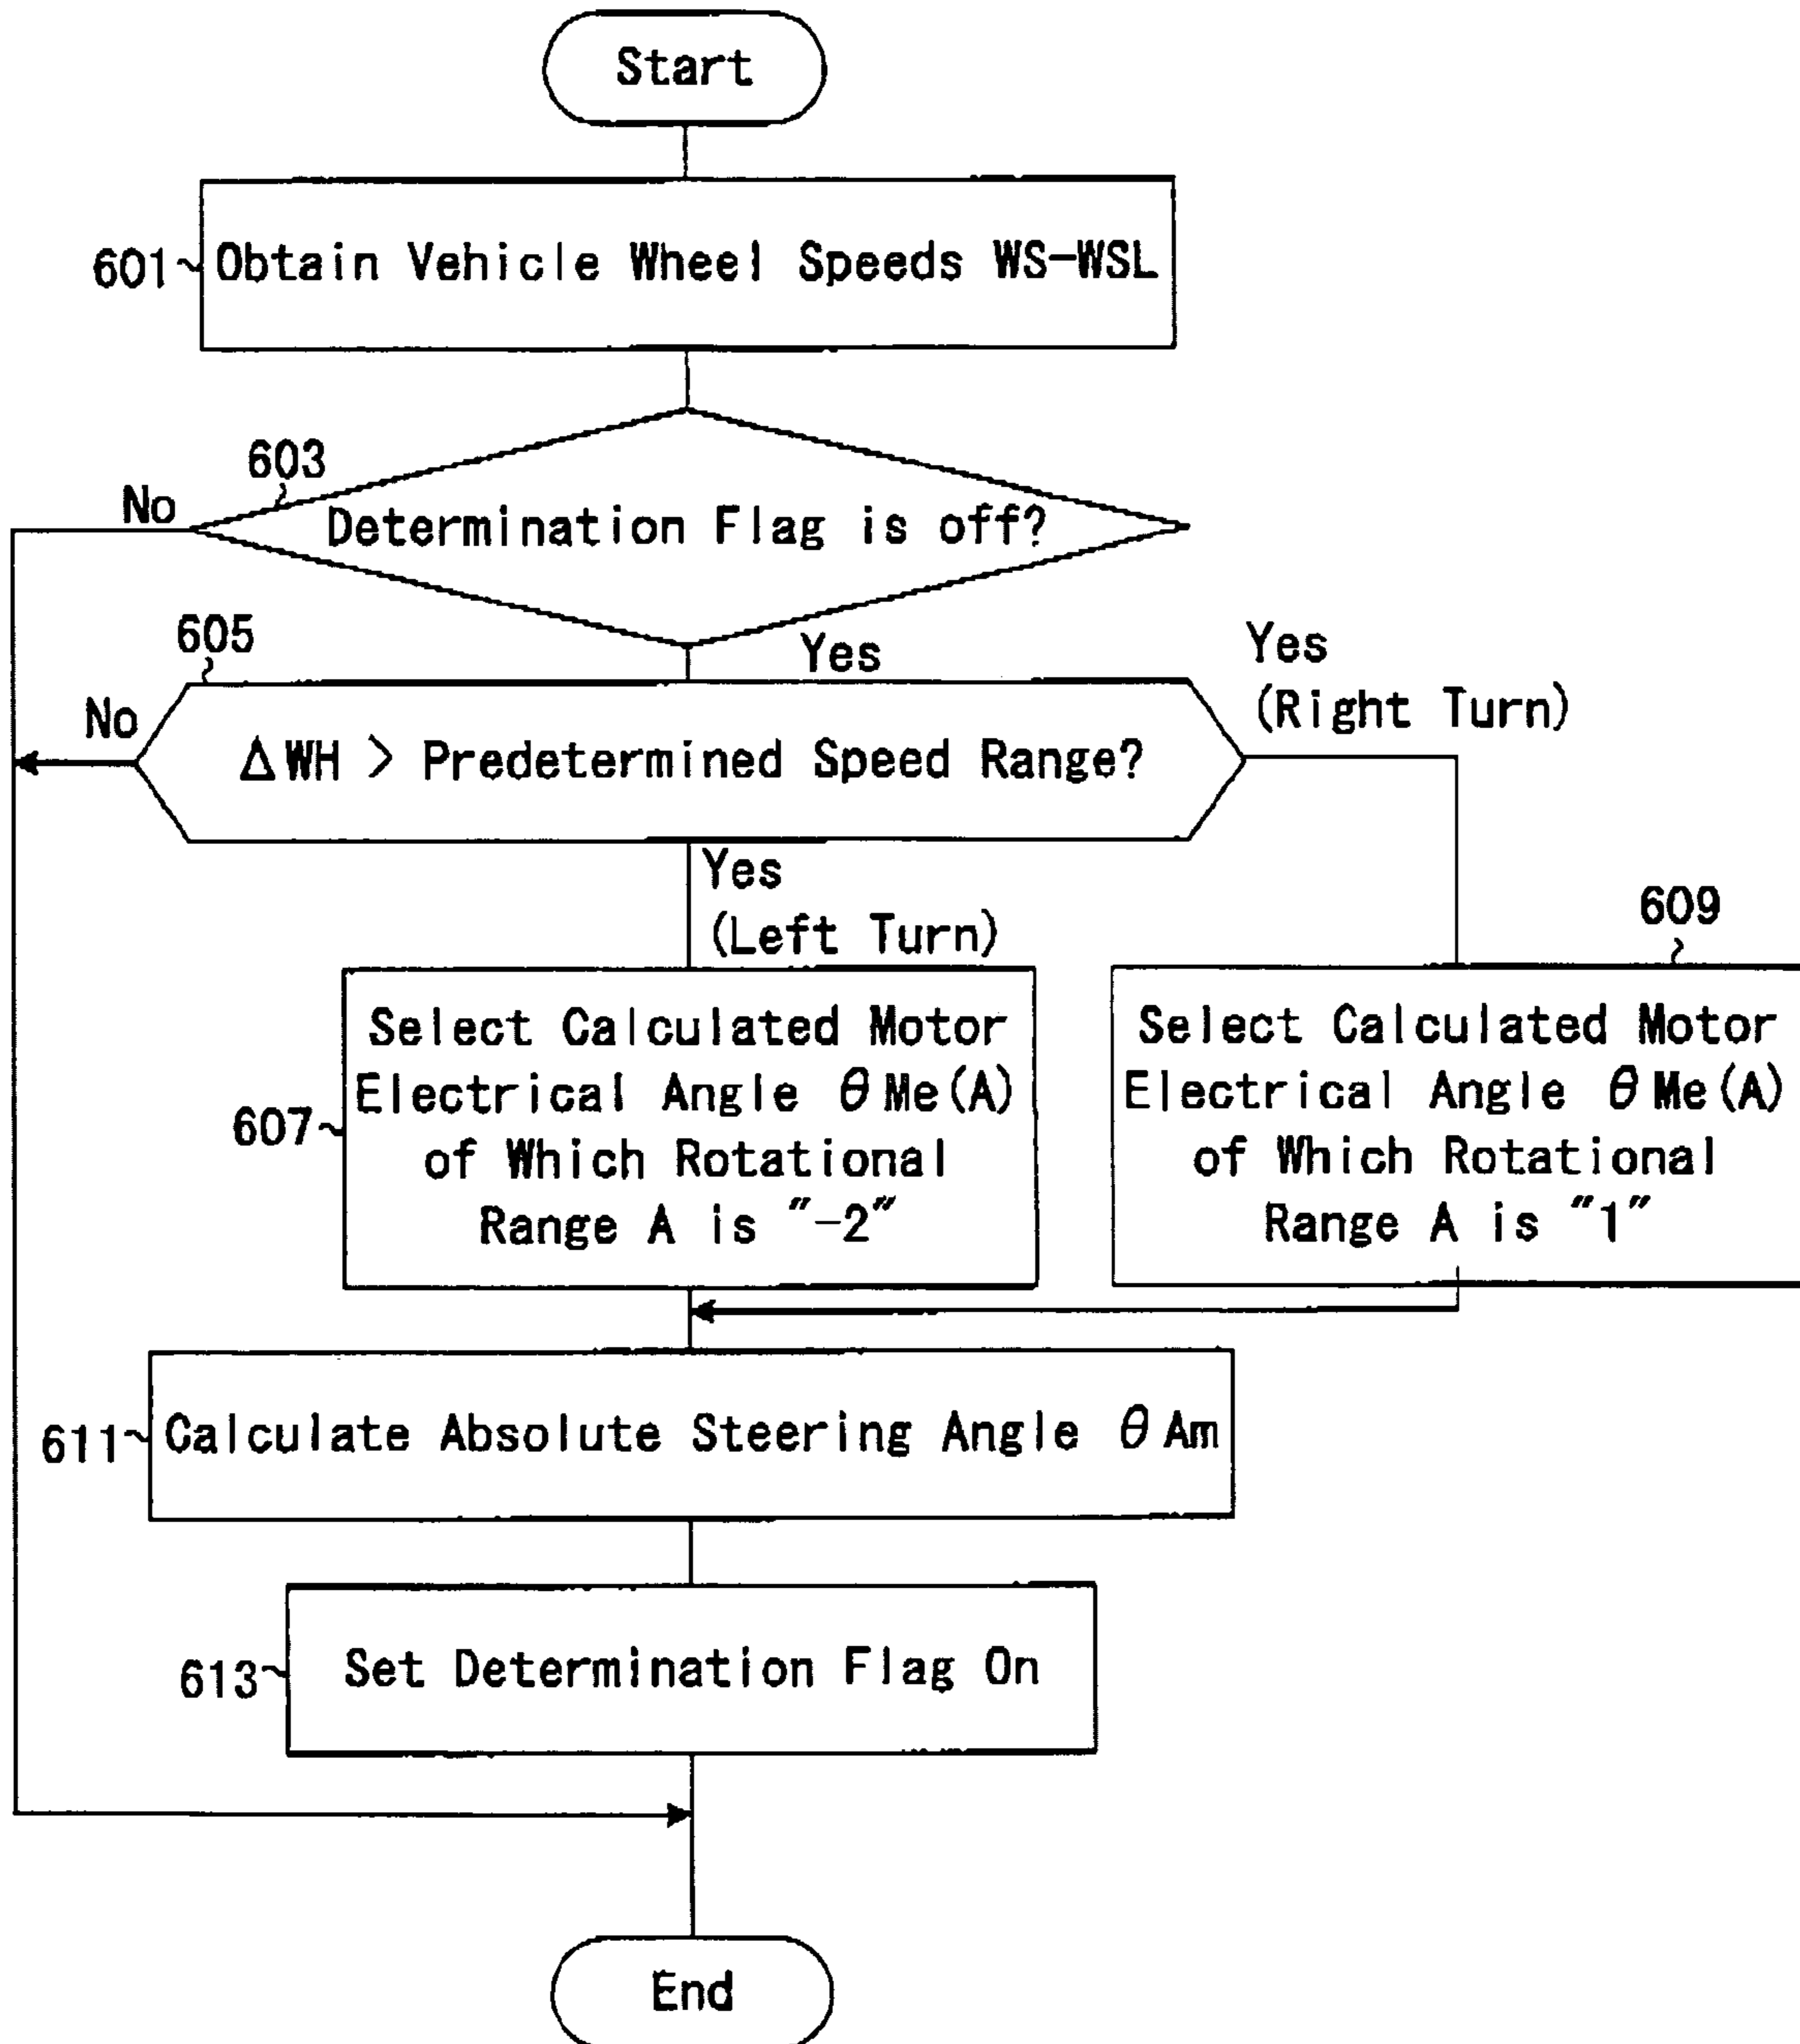 Start
601
Obtain Vehicle Wheel Speeds WS-WSL
603
No
Determination Flag is off?
Yes
605
No
ΔWH > Predetermined Speed Range?
Yes
(Right Turn)
Yes
(Left Turn)
607
Select Calculated Motor
Electrical Angle θMe(A)
of Which Rotational
Range A is "-2"
609
Select Calculated Motor
Electrical Angle θMe(A)
of Which Rotational
Range A is "1"
611
Calculate Absolute Steering Angle θAm
613
Set Determination Flag On
End